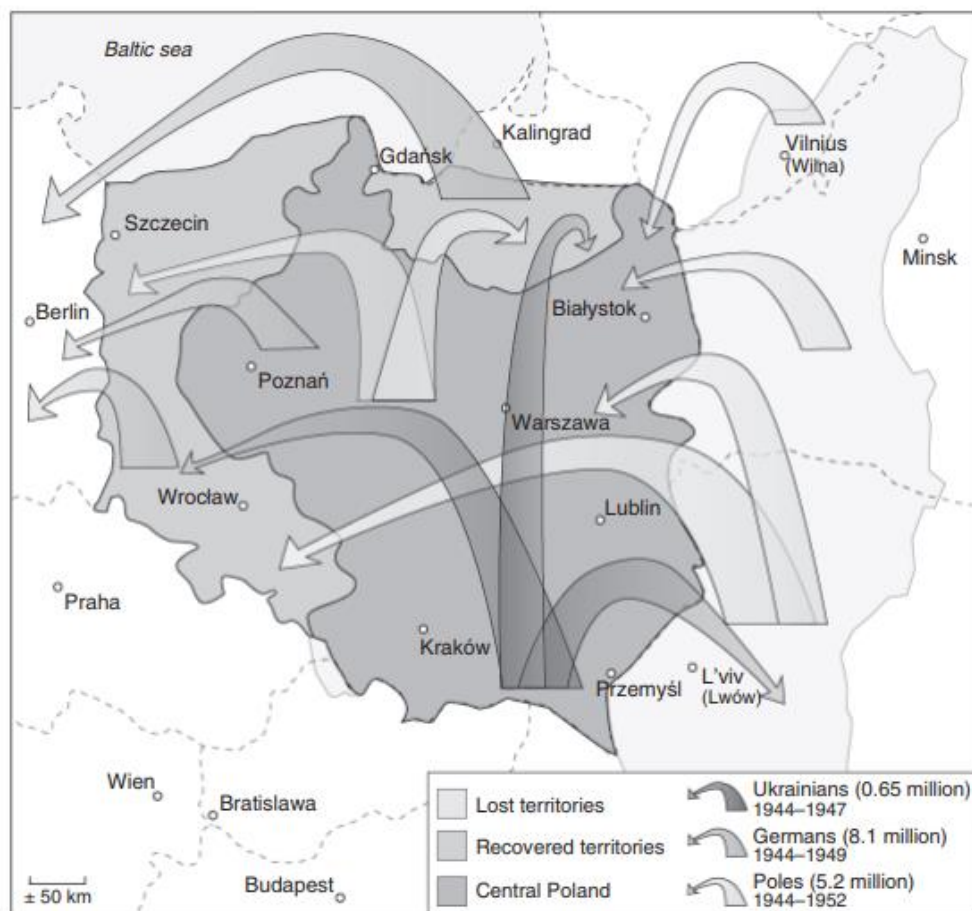 Baltic sea
Kalingrad
Gdańsk
Vilnius
(Wilna)
Szczecin
Minsk
Berlin
Białystok
Poznań
Warszawa
Wrocław
Lublin
Praha
Kraków
Przemyśl
L'viv
(Lwów)
Wien
Bratislava
Budapest
± 50 km
Lost territories
Recovered territories
Central Poland
Ukrainians (0.65 million)
1944–1947
Germans (8.1 million)
1944–1949
Poles (5.2 million)
1944–1952